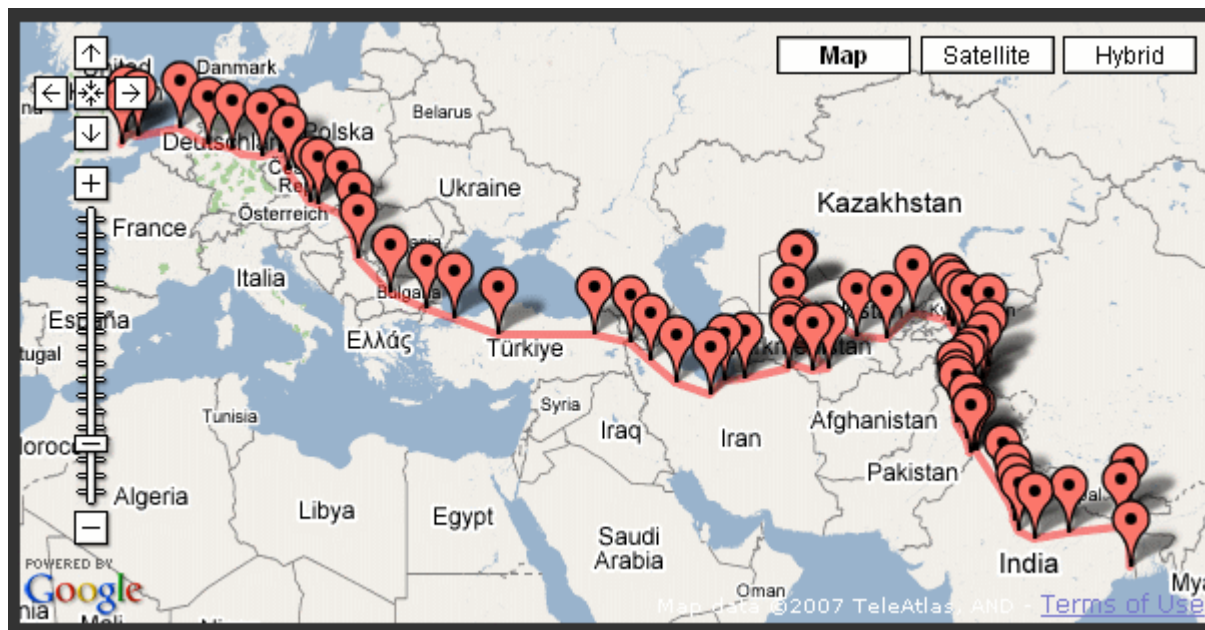 Map
Satellite
Hybrid
Danmark
Belarus
Deutschland
Polska
Ukraine
Kazakhstan
France
Österreich
Italia
Bulgaria
España
Ελλάς
Türkiye
Tunisia
Syria
Afghanistan
Iraq
Iran
Pakistan
Algeria
Libya
Egypt
Saudi
Arabia
India
Oman
POWERED BY
Google
Map data ©2007 TeleAtlas, AND - Terms of Use